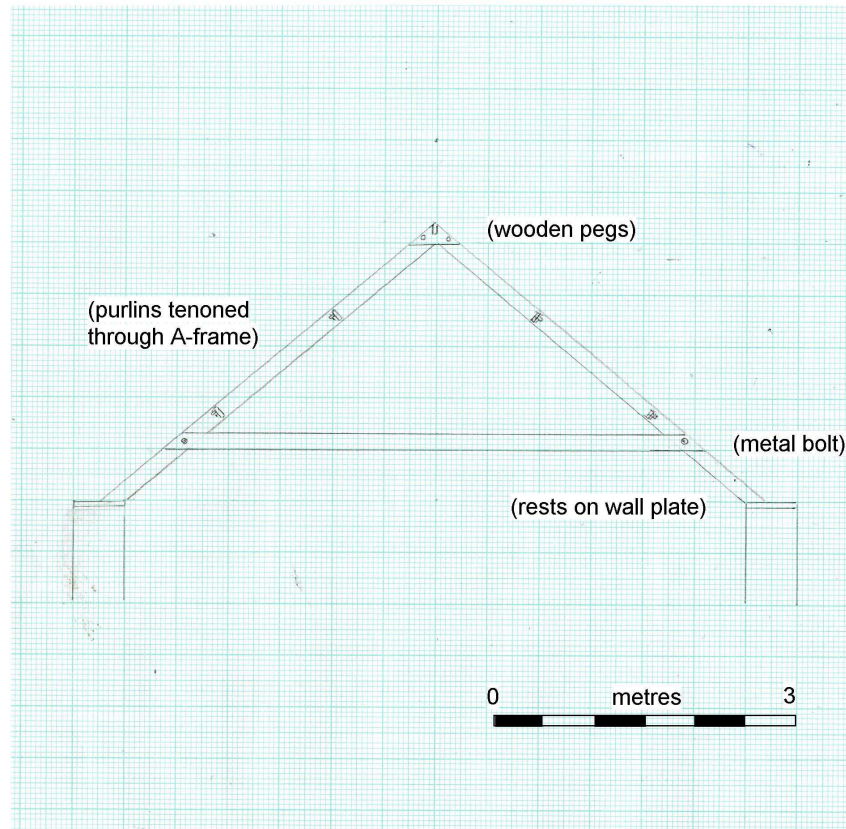 (wooden pegs)
(purlins tenoned
through A-frame)
(metal bolt)
(rests on wall plate)
0 metres 3